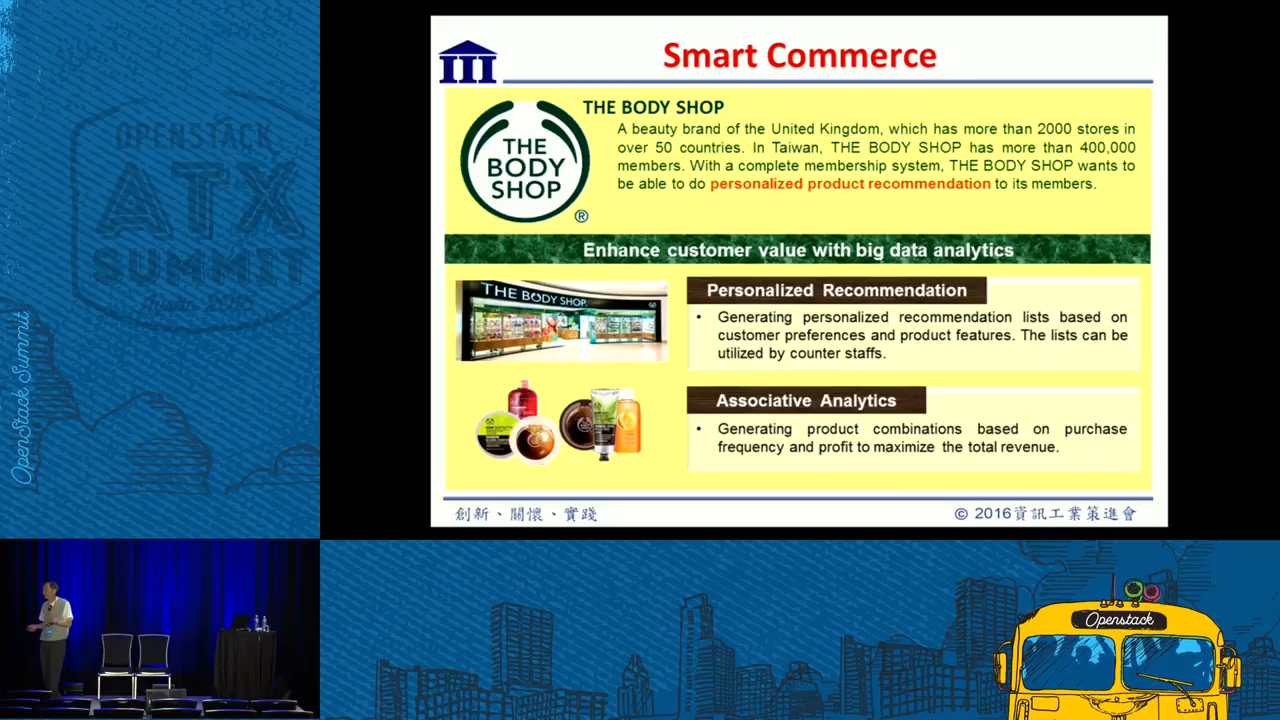 OPENSTACK
ATX
SUMMIT
OpenStack Summit
III
Smart Commerce
THE BODY SHOP
THE
BODY
SHOP
®
A beauty brand of the United Kingdom, which has more than 2000 stores in
over 50 countries. In Taiwan, THE BODY SHOP has more than 400,000
members. With a complete membership system, THE BODY SHOP wants to
be able to do personalized product recommendation to its members.
Enhance customer value with big data analytics
THE BODY SHOP
Personalized Recommendation
• Generating personalized recommendation lists based on
customer preferences and product features. The lists can be
utilized by counter staffs.
Associative Analytics
• Generating product combinations based on purchase
frequency and profit to maximize the total revenue.
創新、關懷、實踐
© 2016資訊工業策進會
Openstack